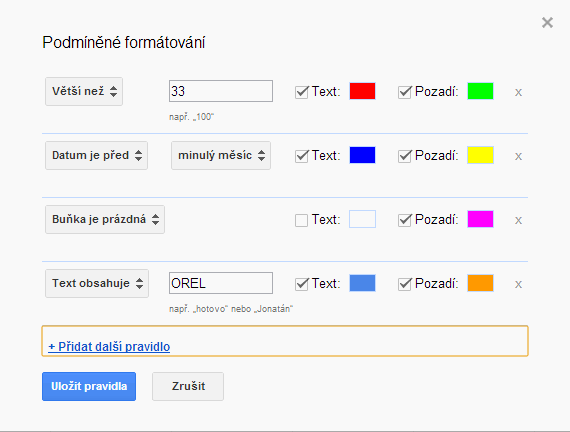 Podmíněné formátování
Větší než 33 Text: Pozadí: x
např. „100“
Datum je před minulý měsíc Text: Pozadí: x
Buňka je prázdná Text: Pozadí: x
Text obsahuje OREL Text: Pozadí: x
např. „hotovo“ nebo „Jonatán“
+ Přidat další pravidlo
Uložit pravidla Zrušit